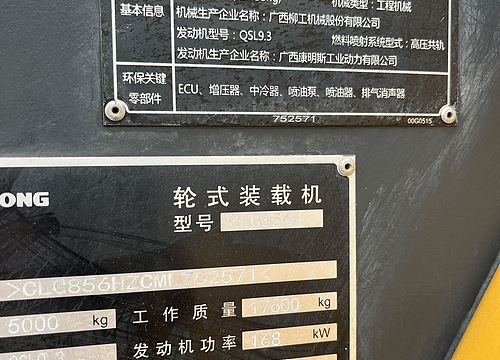 基本信息
机械类型：工程机械
机械生产企业名称：广西柳工机械股份有限公司
发动机型号：QSL9.3 燃料喷射系统型式：高压共轨
发动机生产企业名称：广西康明斯工业动力有限公司
环保关键零部件
ECU、增压器、中冷器、喷油泵、喷油器、排气消声器
752571 00G0515
ONG
轮式装载机
型号 CLG856H
>CLG856HZCML752571<
5000 kg
工作质量 17600 kg
发动机功率 168 kW
QSL9.3